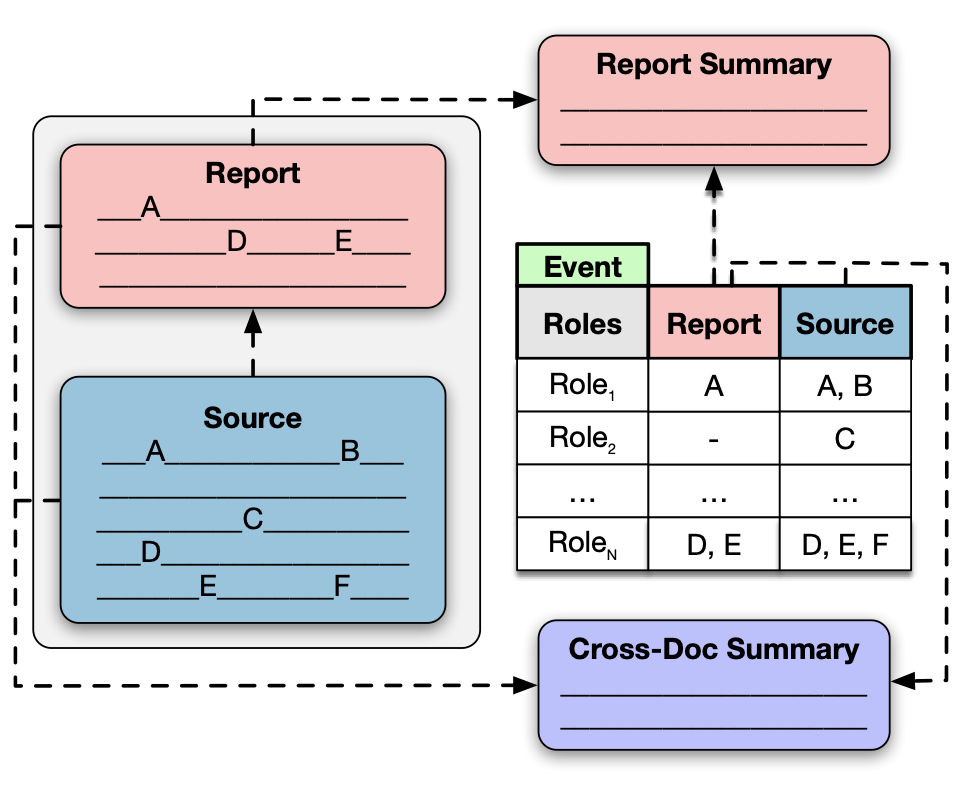 Report Summary
Report
A
D E
Source
A B
C
D
E F
Event
Roles Report Source
Role1 A A, B
Role2 - C
... ... ...
RoleN D, E D, E, F
Cross-Doc Summary